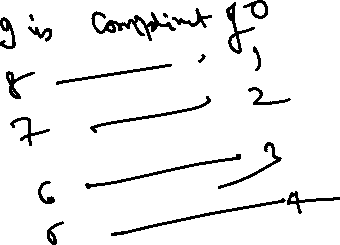 9 is Compliment of 0
8 —— , 1
7 —— 2
6 —— 3
5 —— 4